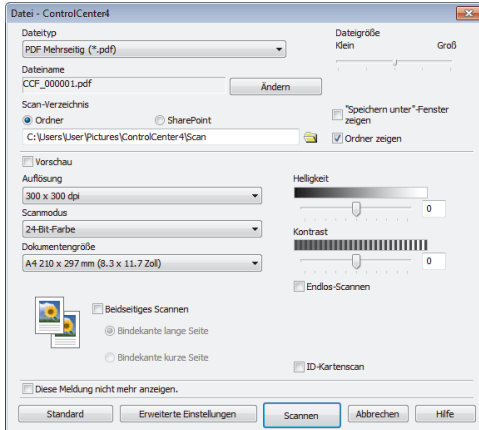 Datei - ControlCenter4
Dateityp
PDF Mehrseitig (*.pdf)
Dateigröße
Klein Groß
Dateiname
CCF_000001.pdf
Ändern
Scan-Verzeichnis
Ordner SharePoint
C:\Users\User\Pictures\ControlCenter4\Scan
"Speichern unter"-Fenster
zeigen
Ordner zeigen
Vorschau
Auflösung
300 x 300 dpi
Scanmodus
24-Bit-Farbe
Dokumentengröße
A4 210 x 297 mm (8.3 x 11.7 Zoll)
Helligkeit
0
Kontrast
0
Endlos-Scannen
Beidseitiges Scannen
Bindekante lange Seite
Bindekante kurze Seite
ID-Kartenscan
Diese Meldung nicht mehr anzeigen.
Standard Erweiterte Einstellungen Scannen Abbrechen Hilfe